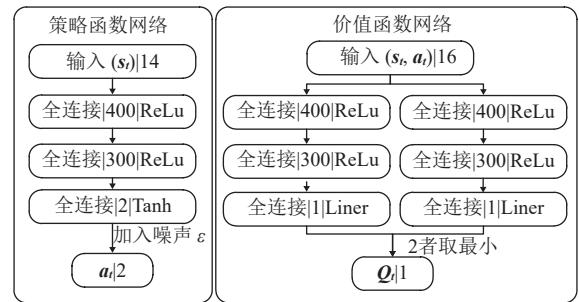 策略函数网络
输入 (sₜ)|14
全连接|400|ReLu
全连接|300|ReLu
全连接|2|Tanh
加入噪声 ε
aₜ|2
价值函数网络
输入 (sₜ, aₜ)|16
全连接|400|ReLu
全连接|400|ReLu
全连接|300|ReLu
全连接|300|ReLu
全连接|1|Liner
全连接|1|Liner
2者取最小
Qₜ|1